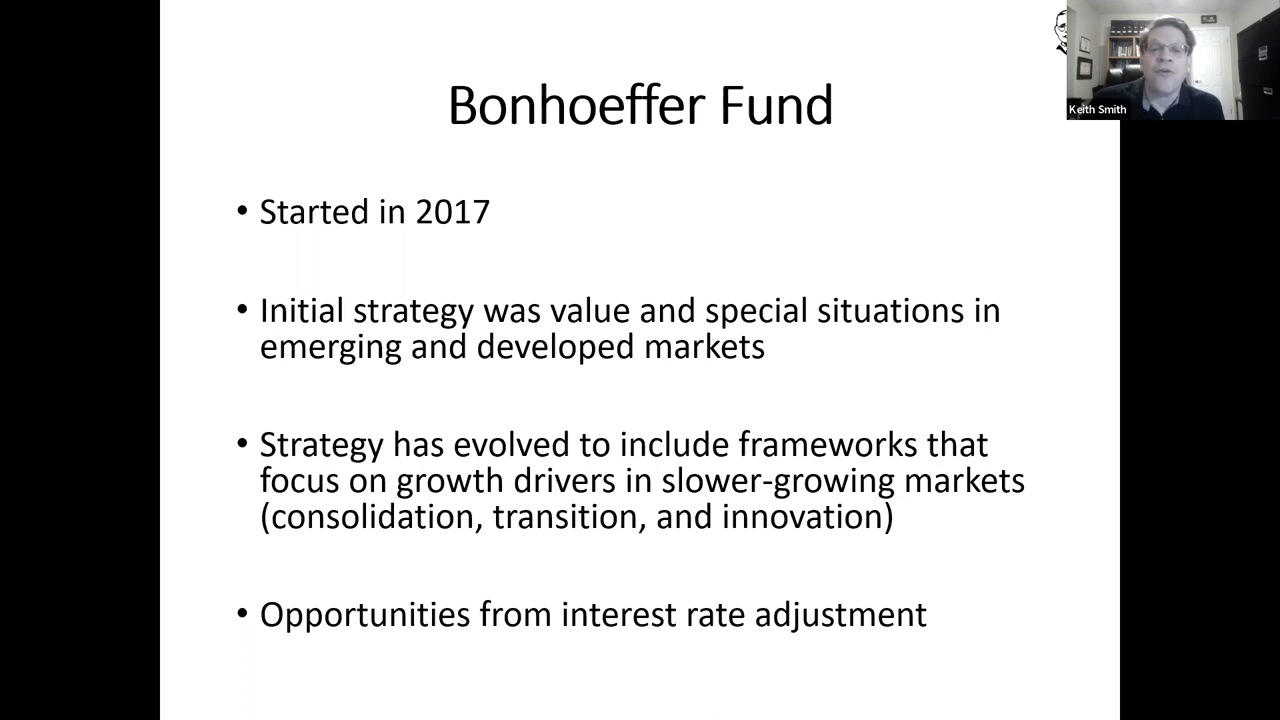 Bonhoeffer Fund
Keith Smith
• Started in 2017
• Initial strategy was value and special situations in
emerging and developed markets
• Strategy has evolved to include frameworks that
focus on growth drivers in slower-growing markets
(consolidation, transition, and innovation)
• Opportunities from interest rate adjustment